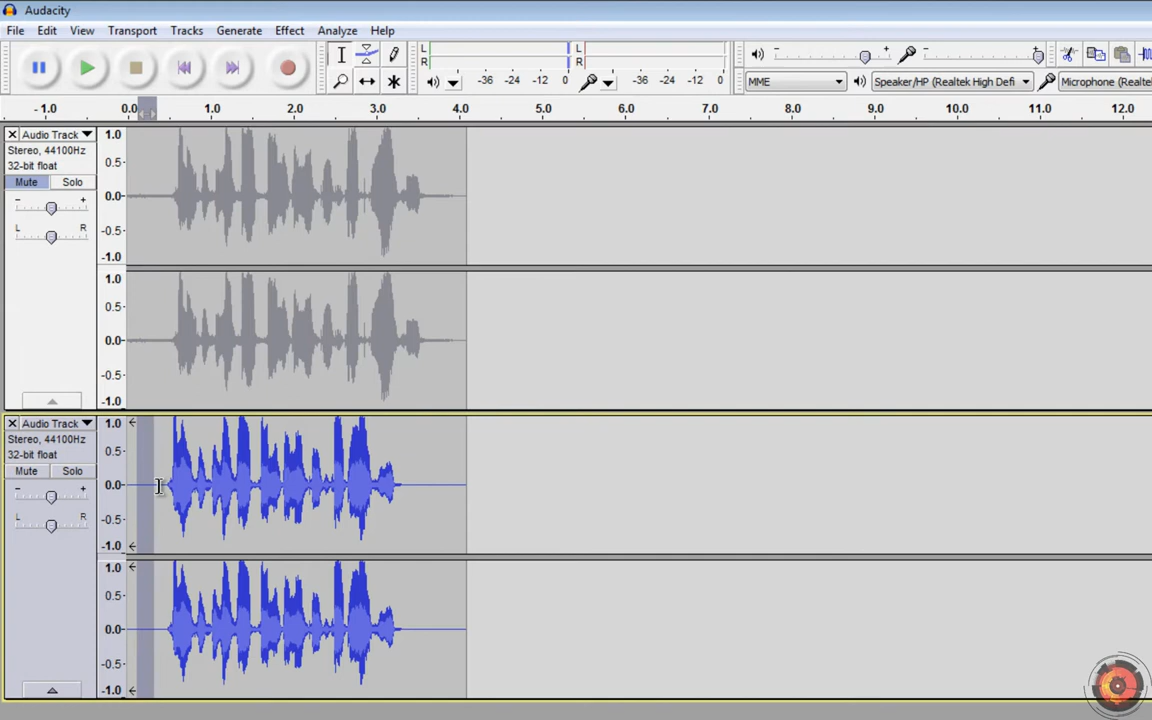 Audacity
File Edit View Transport Tracks Generate Effect Analyze Help
L
R
-36 -24 -12 0
L
R
-36 -24 -12 0
- +
- +
MME
Speaker/HP (Realtek High Defi
Microphone (Realte
-1.0 0.0 1.0 2.0 3.0 4.0 5.0 6.0 7.0 8.0 9.0 10.0 11.0 12.0
Audio Track
Stereo, 44100Hz
32-bit float
Mute Solo
- +
L R
1.0
0.5-
0.0-
-0.5-
-1.0
1.0
0.5-
0.0-
-0.5-
-1.0
Audio Track
Stereo, 44100Hz
32-bit float
Mute Solo
- +
L R
1.0
0.5-
0.0-
-0.5-
-1.0
1.0
0.5-
0.0-
-0.5-
-1.0